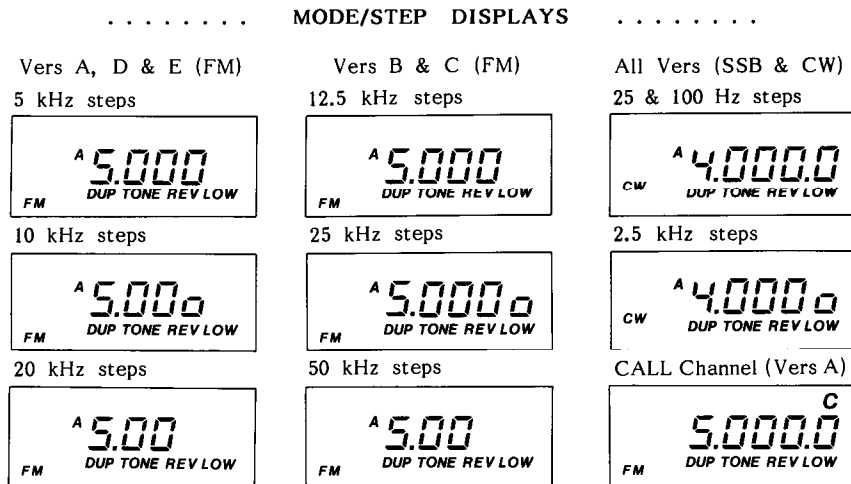 . . . . . . . . MODE/STEP DISPLAYS . . . . . . . .
Vers A, D & E (FM)
5 kHz steps
A 5.000
FM DUP TONE REV LOW
10 kHz steps
A 5.00o
FM DUP TONE REV LOW
20 kHz steps
A 5.00
FM DUP TONE REV LOW
Vers B & C (FM)
12.5 kHz steps
A 5.000
FM DUP TONE REV LOW
25 kHz steps
A 5.000o
FM DUP TONE REV LOW
50 kHz steps
A 5.00
FM DUP TONE REV LOW
All Vers (SSB & CW)
25 & 100 Hz steps
A 4.000.0
CW DUP TONE REV LOW
2.5 kHz steps
A 4.000o
CW DUP TONE REV LOW
CALL Channel (Vers A)
C
5.000.0
FM DUP TONE REV LOW